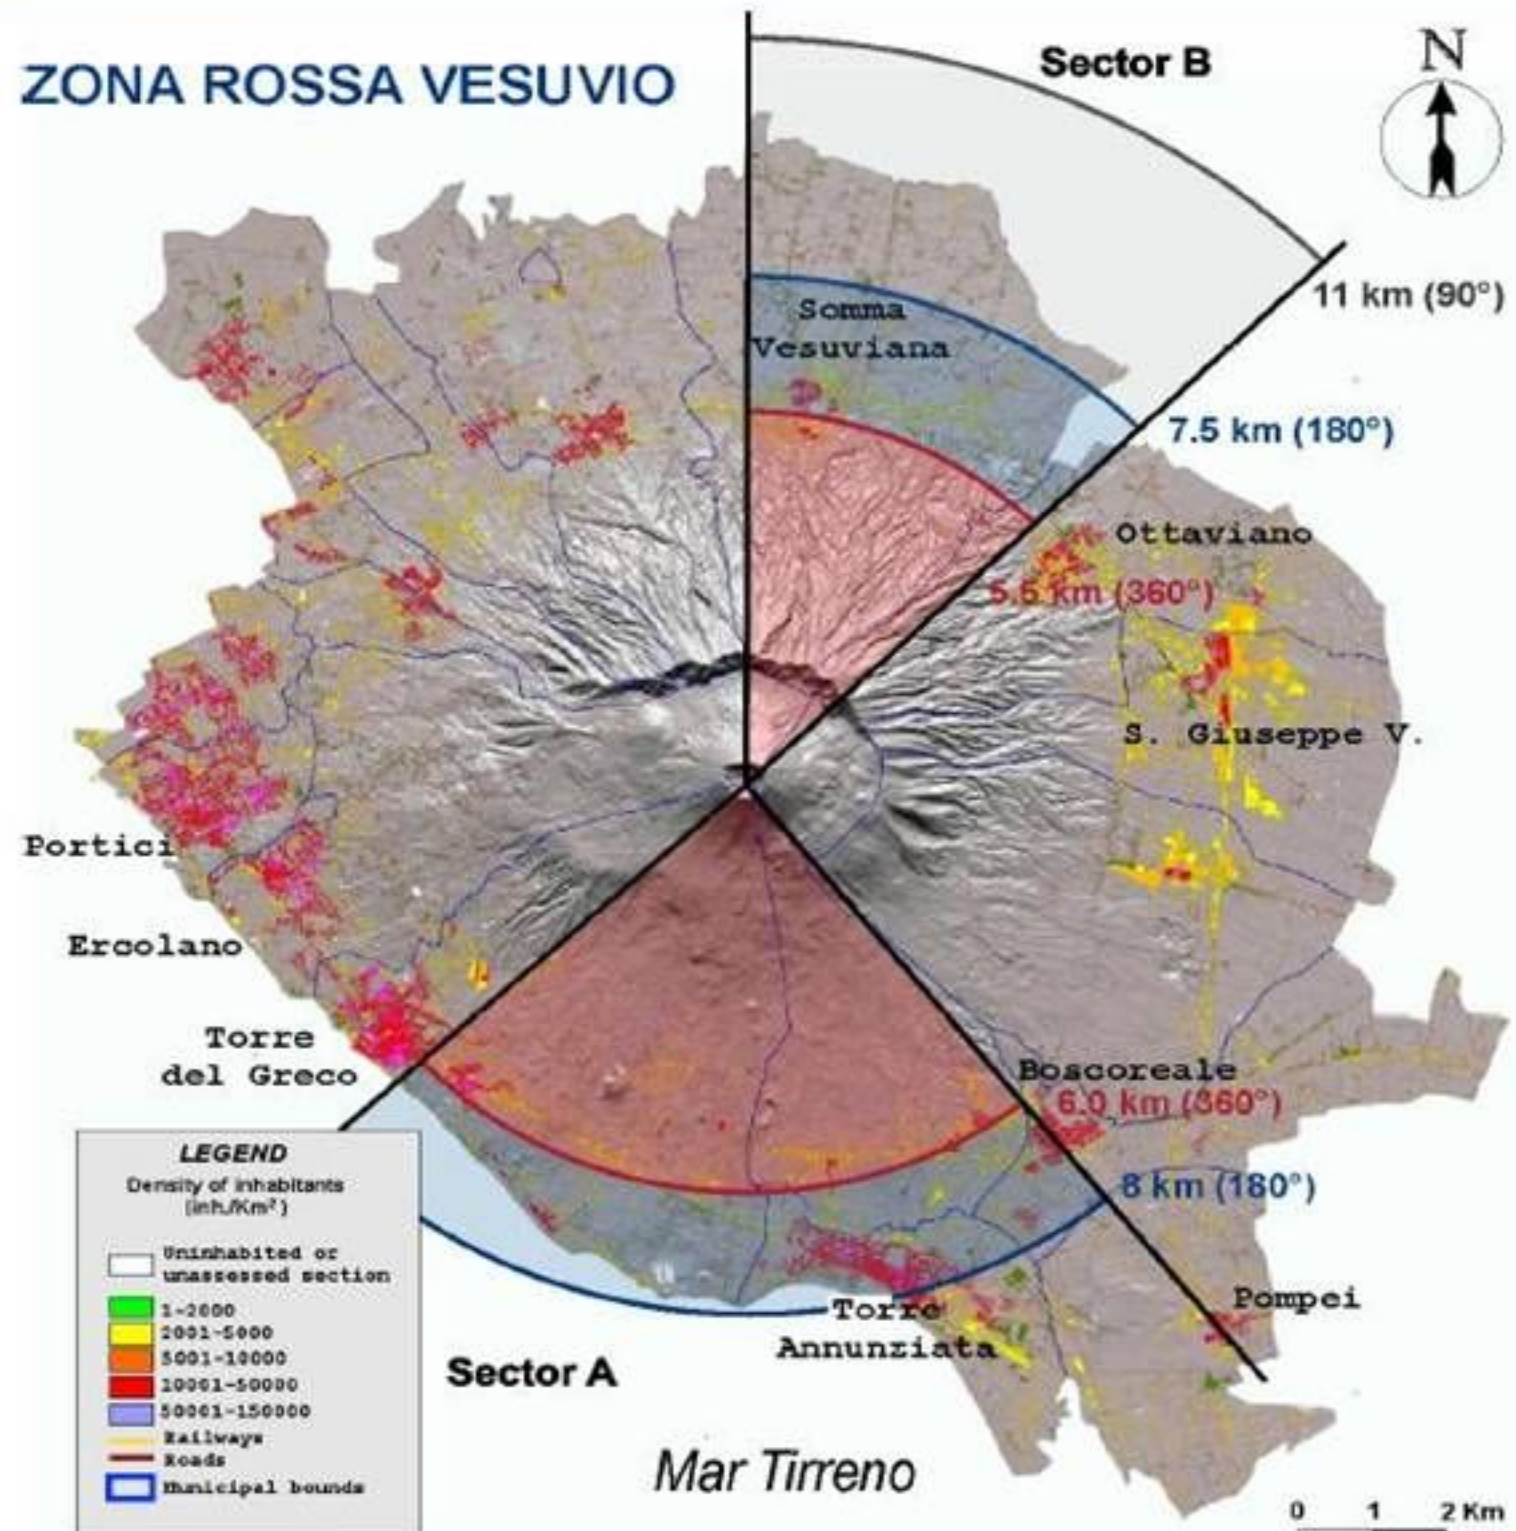 ZONA ROSSA VESUVIO
Sector B
N
11 km (90°)
Somma
Vesuviana
7.5 km (180°)
Ottaviano
5.5 km (360°)
S. Giuseppe V.
Portici
Ercolano
Torre
del Greco
Boscoreale
6.0 km (360°)
8 km (180°)
Pompei
Torre
Annunziata
Sector A
Mar Tirreno
LEGEND
Density of inhabitants
(inh./Km²)
Uninhabited or
unassessed section
1-2000
2001-5000
5001-10000
10001-50000
50001-150000
Railways
Roads
Municipal bounds
0 1 2 Km